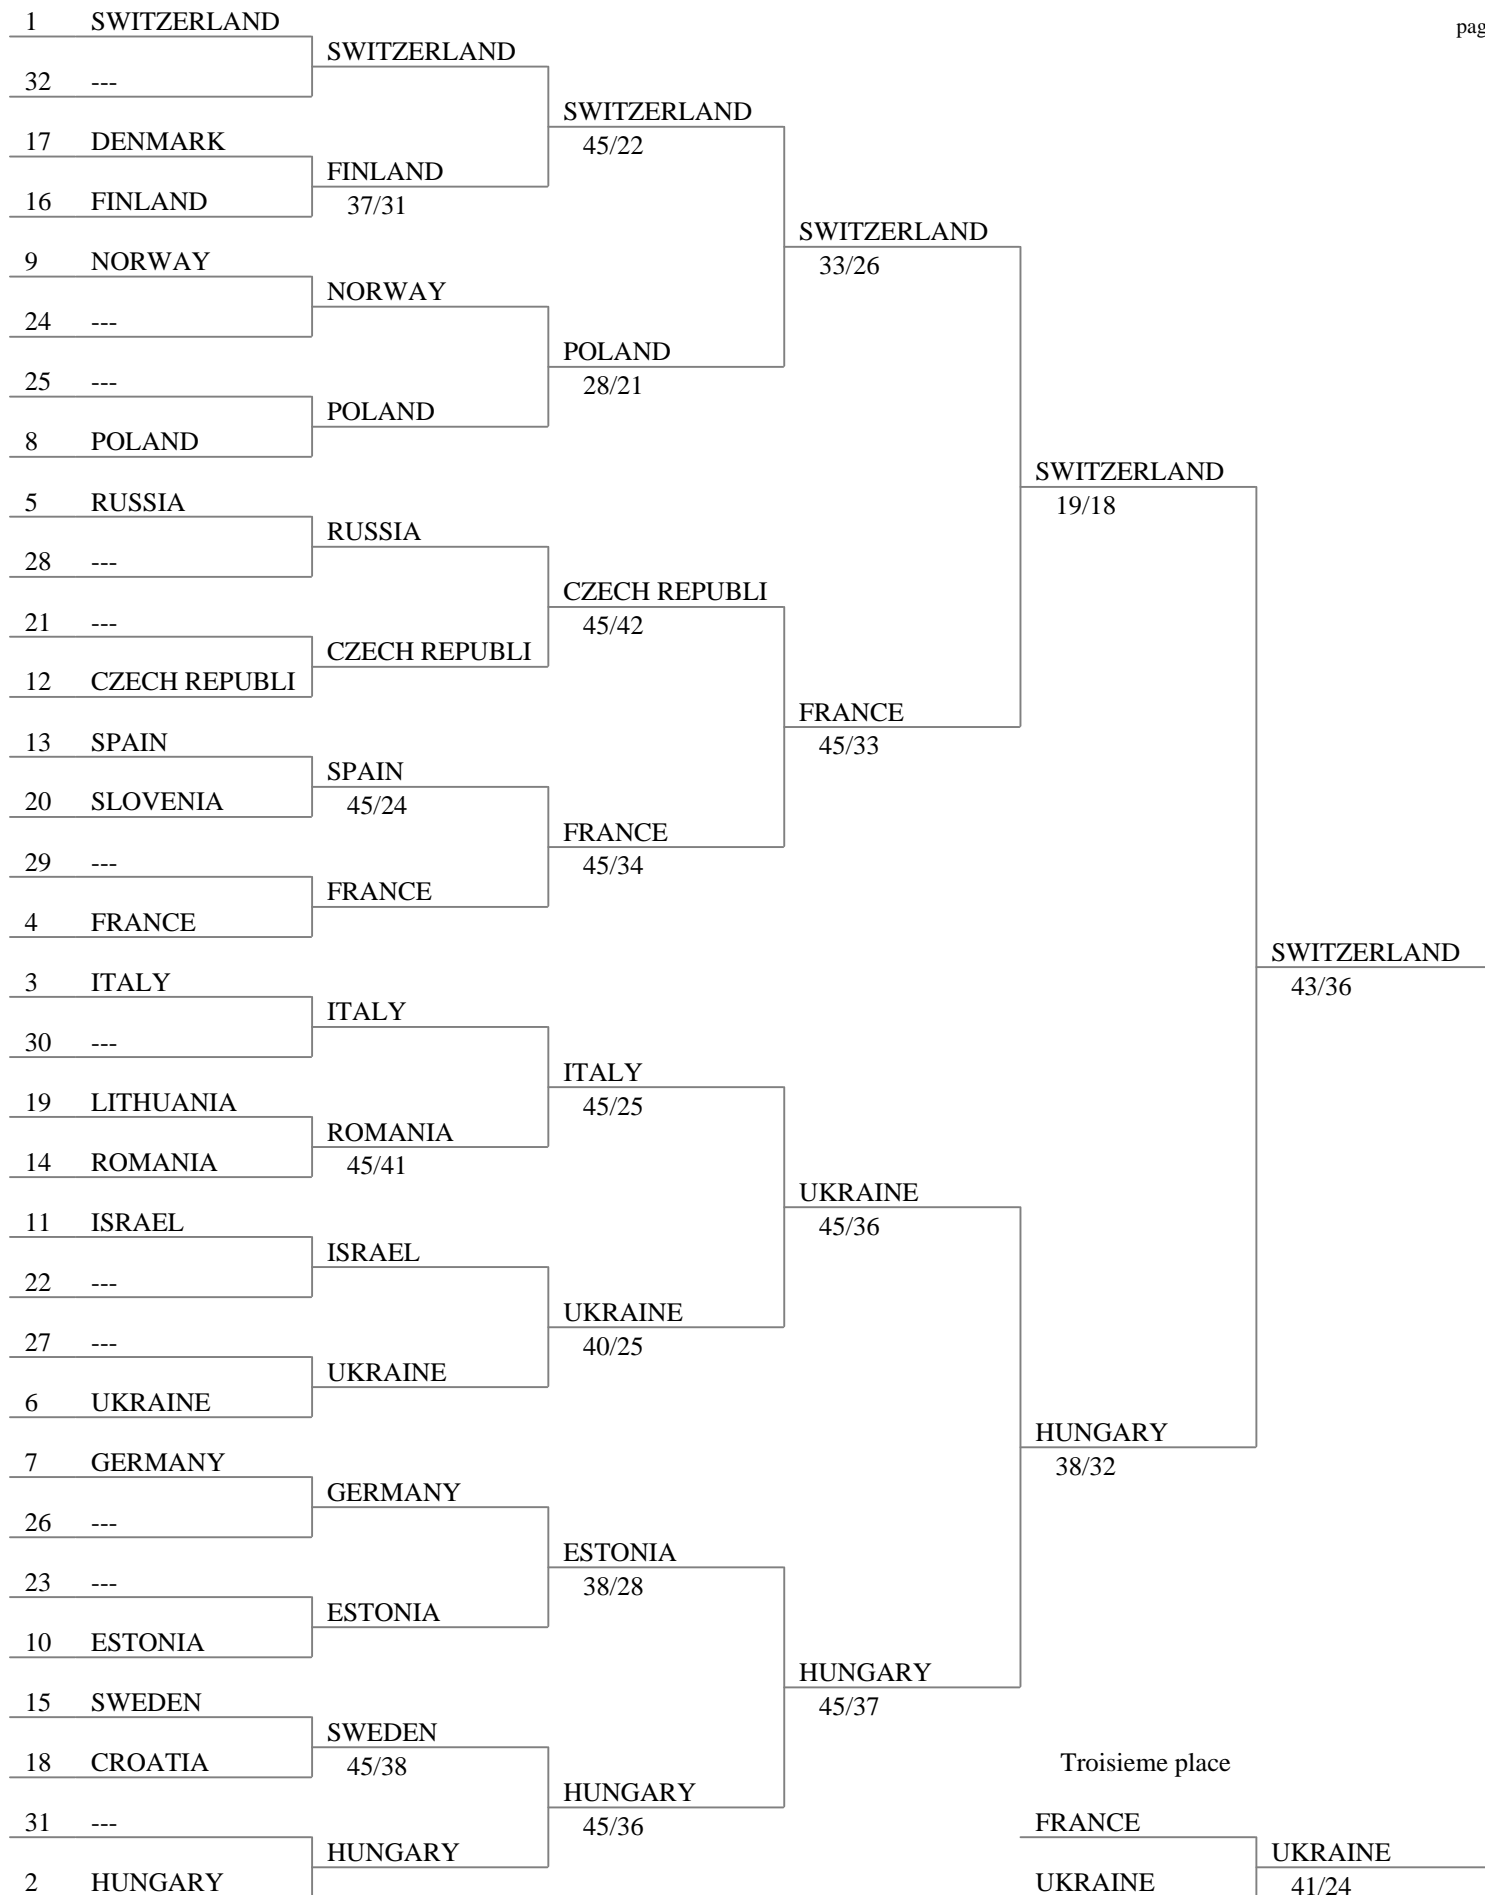 1 SWITZERLAND
pag
SWITZERLAND
32 ---
SWITZERLAND
45/22
17 DENMARK
FINLAND
37/31
16 FINLAND
SWITZERLAND
33/26
9 NORWAY
NORWAY
24 ---
POLAND
28/21
25 ---
POLAND
8 POLAND
SWITZERLAND
19/18
5 RUSSIA
RUSSIA
28 ---
CZECH REPUBLI
45/42
21 ---
CZECH REPUBLI
12 CZECH REPUBLI
FRANCE
45/33
13 SPAIN
SPAIN
45/24
20 SLOVENIA
FRANCE
45/34
29 ---
FRANCE
4 FRANCE
SWITZERLAND
43/36
3 ITALY
ITALY
30 ---
ITALY
45/25
19 LITHUANIA
ROMANIA
45/41
14 ROMANIA
UKRAINE
45/36
11 ISRAEL
ISRAEL
22 ---
UKRAINE
40/25
27 ---
UKRAINE
6 UKRAINE
HUNGARY
38/32
7 GERMANY
GERMANY
26 ---
ESTONIA
38/28
23 ---
ESTONIA
10 ESTONIA
HUNGARY
45/37
15 SWEDEN
SWEDEN
45/38
18 CROATIA
HUNGARY
45/36
31 ---
HUNGARY
2 HUNGARY
Troisieme place
FRANCE
UKRAINE
41/24
UKRAINE